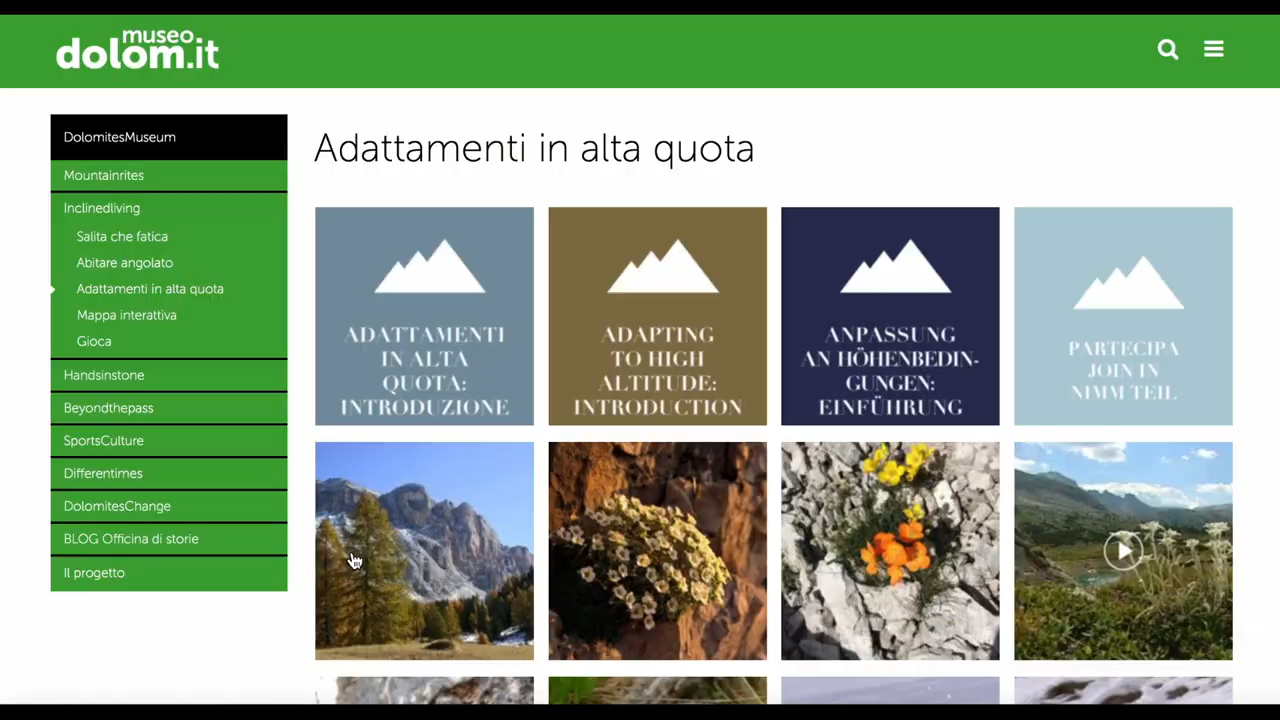 museo
dolom.it
DolomitesMuseum
Mountainrites
Inclinedliving
Salita che fatica
Abitare angolato
Adattamenti in alta quota
Mappa interattiva
Gioca
Handsinstone
Beyondthepass
SportsCulture
Differentimes
DolomitesChange
BLOG Officina di storie
Il progetto
Adattamenti in alta quota
ADATTAMENTI
IN ALTA
QUOTA:
INTRODUZIONE
ADAPTING
TO HIGH
ALTITUDE:
INTRODUCTION
ANPASSUNG
AN HÖHENBEDIN-
GUNGEN:
EINFÜHRUNG
PARTECIPA
JOIN IN
NIMM TEIL